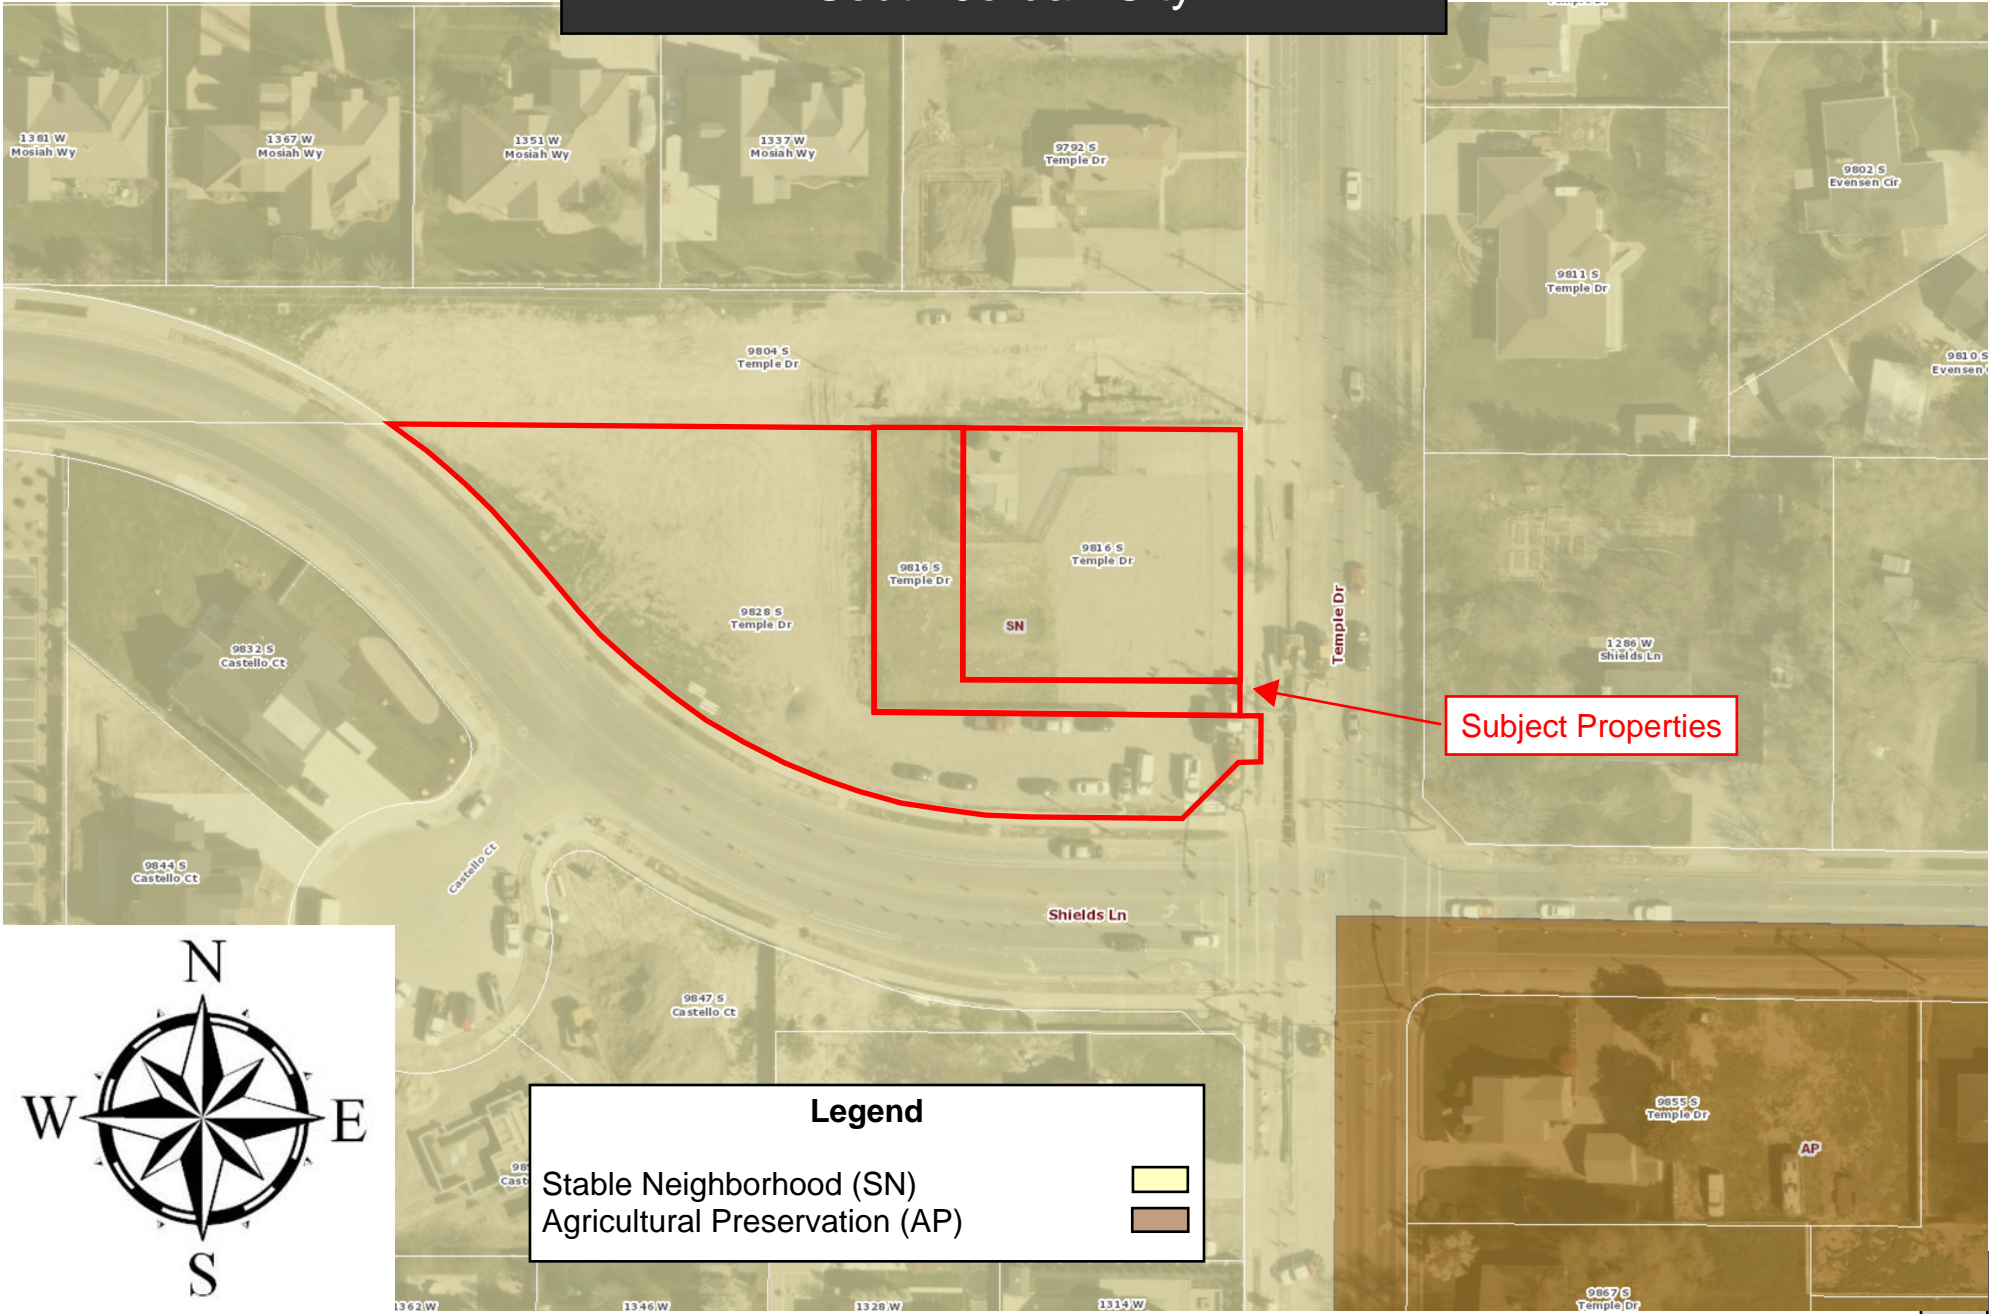 1381 W
Mosiah Wy
1367 W
Mosiah Wy
1351 W
Mosiah Wy
1337 W
Mosiah Wy
9792 S
Temple Dr
9802 S
Evensen Cir
9811 S
Temple Dr
9804 S
Temple Dr
9810 S
Evensen
9816 S
Temple Dr
9816 S
Temple Dr
9828 S
Temple Dr
SN
Temple Dr
9832 S
Castello Ct
1286 W
Shields Ln
Subject Properties
9844 S
Castello Ct
Castello Ct
Shields Ln
9847 S
Castello Ct
N
W
E
S
Legend
Stable Neighborhood (SN)
Agricultural Preservation (AP)
9855 S
Temple Dr
AP
9867 S
Temple Dr
1362 W
1346 W
1328 W
1314 W